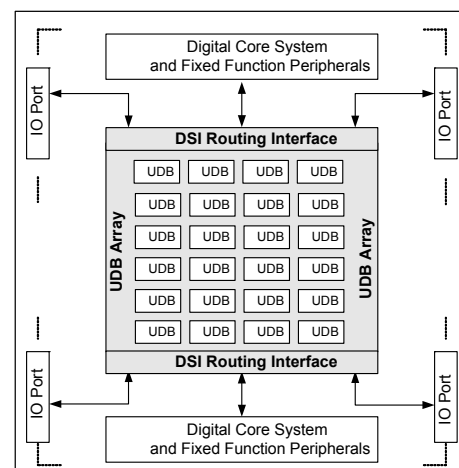 Digital Core System
and Fixed Function Peripherals
IO Port
IO Port
DSI Routing Interface
UDB UDB UDB UDB
UDB UDB UDB UDB
UDB UDB UDB UDB
UDB Array
UDB Array
UDB UDB UDB UDB
UDB UDB UDB UDB
UDB UDB UDB UDB
DSI Routing Interface
IO Port
IO Port
Digital Core System
and Fixed Function Peripherals